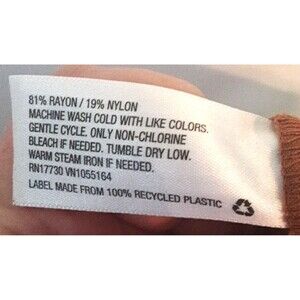 81% RAYON / 19% NYLON
MACHINE WASH COLD WITH LIKE COLORS.
GENTLE CYCLE. ONLY NON-CHLORINE
BLEACH IF NEEDED. TUMBLE DRY LOW.
WARM STEAM IRON IF NEEDED.
RN17730 VN1055164
LABEL MADE FROM 100% RECYCLED PLASTIC